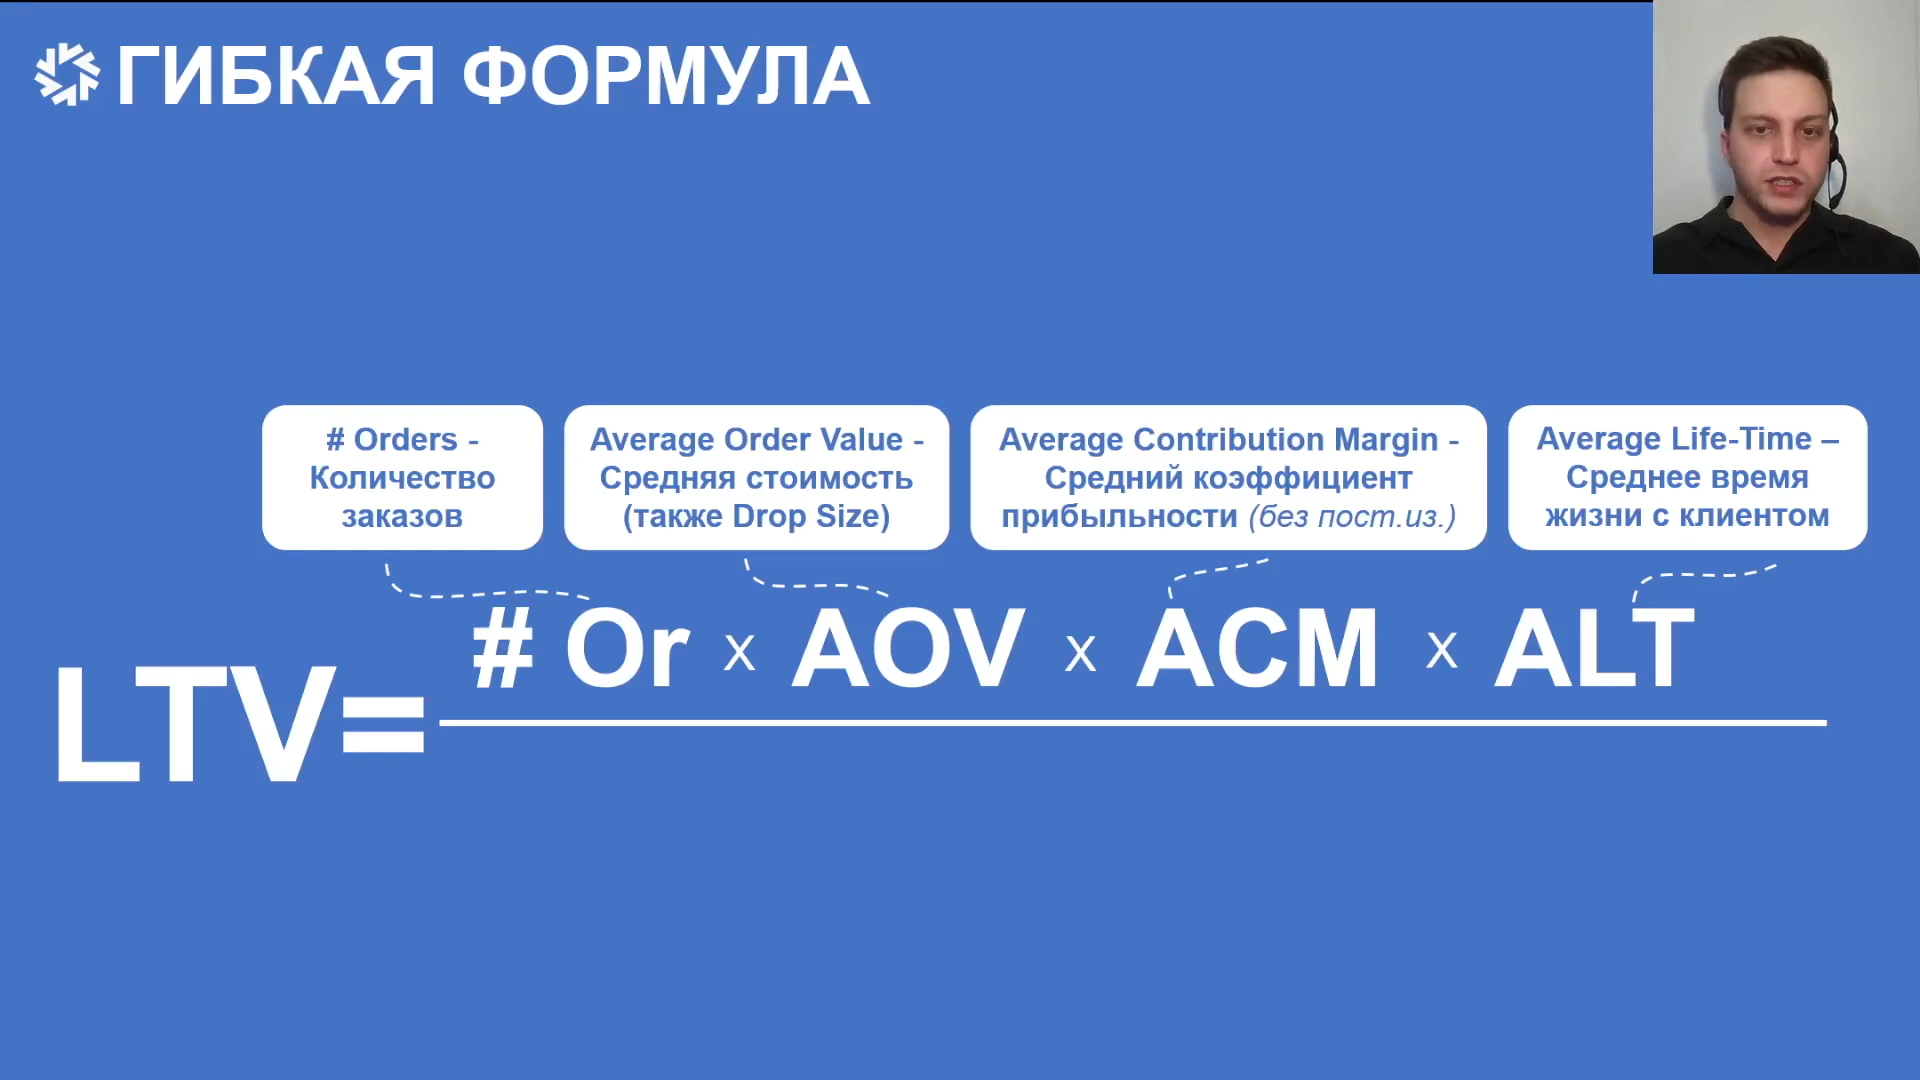 ГИБКАЯ ФОРМУЛА
# Orders -
Количество
заказов
Average Order Value -
Средняя стоимость
(также Drop Size)
Average Contribution Margin -
Средний коэффициент
прибыльности (без пост.из.)
Average Life-Time –
Среднее время
жизни с клиентом
LTV= # Or x AOV x ACM x ALT